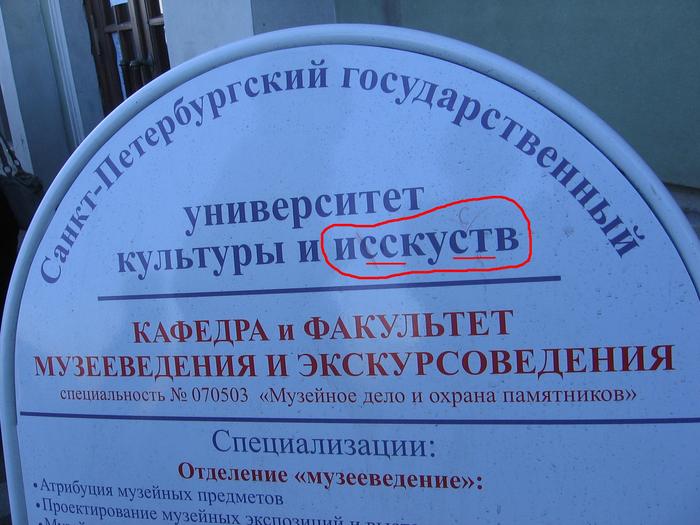 Санкт-Петербургский государственный
университет
культуры и исскуств
КАФЕДРА и ФАКУЛЬТЕТ
МУЗЕЕВЕДЕНИЯ И ЭКСКУРСОВЕДЕНИЯ
специальность № 070503 «Музейное дело и охрана памятников»
Специализации:
Отделение «музееведение»:
• Атрибуция музейных предметов
• Проектирование музейных экспозиций и